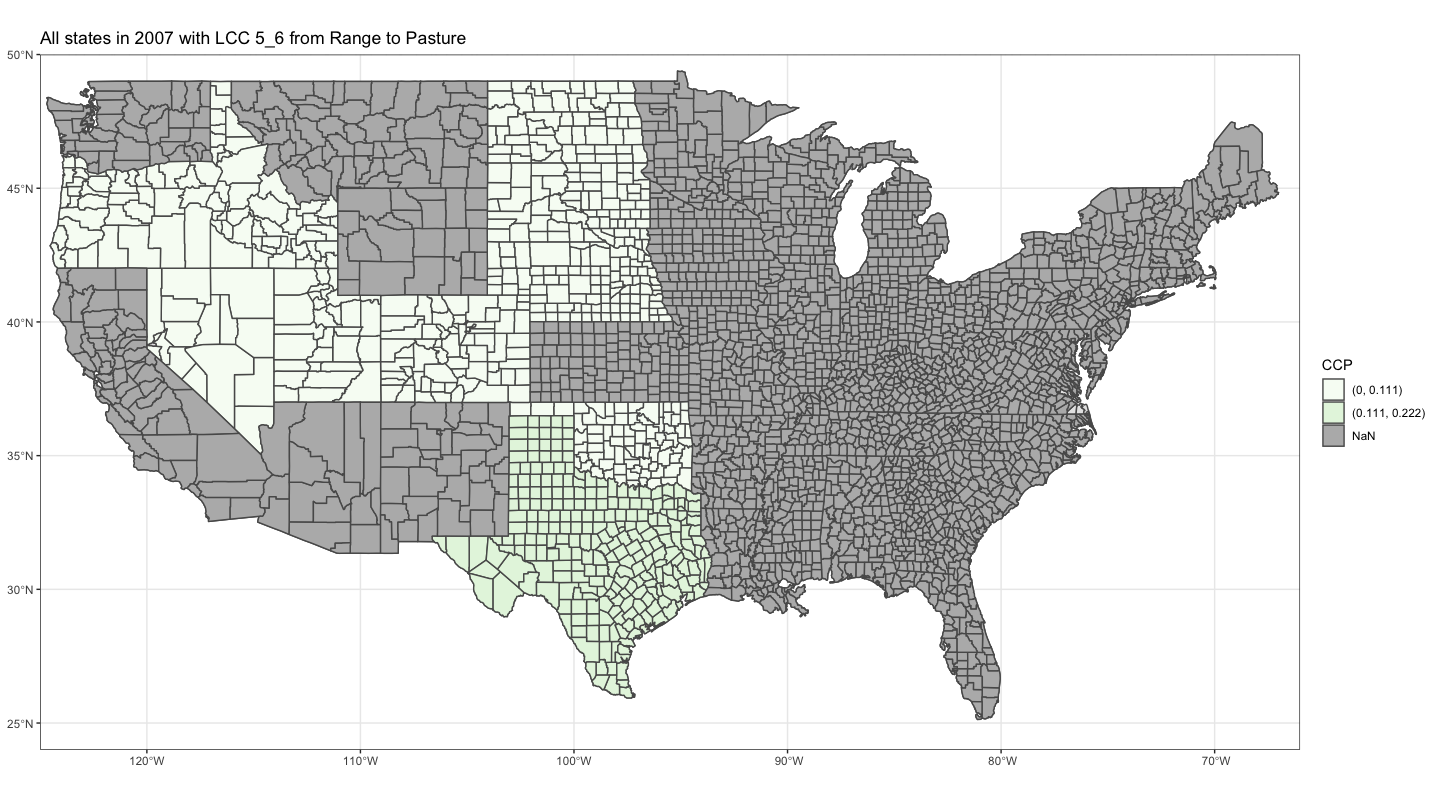 All states in 2007 with LCC 5_6 from Range to Pasture
50°N
45°N
40°N
35°N
30°N
25°N
120°W
110°W
100°W
90°W
80°W
70°W
CCP
(0, 0.111)
(0.111, 0.222)
NaN